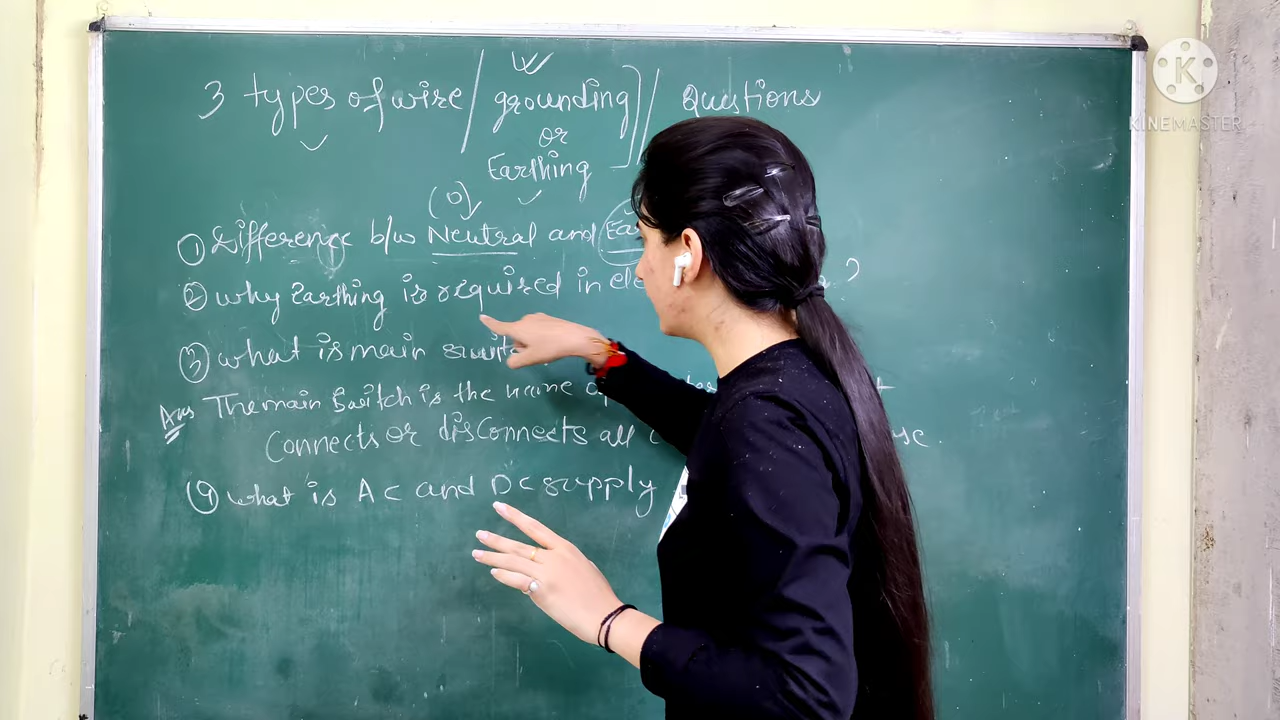 3 types of wire / grounding / Questions
or
Earthing
(0)
① Difference b/w Neutral and Ea
② why Earthing is required in ele ?
③ what is main
Ans The main Switch is the name
Connects or disconnects all
④ what is AC and DC supply
K
KINEMASTER